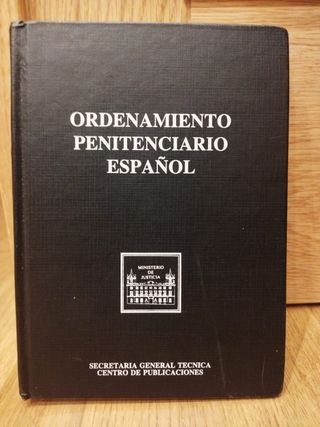 ORDENAMIENTO
PENITENCIARIO
ESPAÑOL
MINISTERIO
DE
JUSTICIA
SECRETARIA GENERAL TECNICA
CENTRO DE PUBLICACIONES